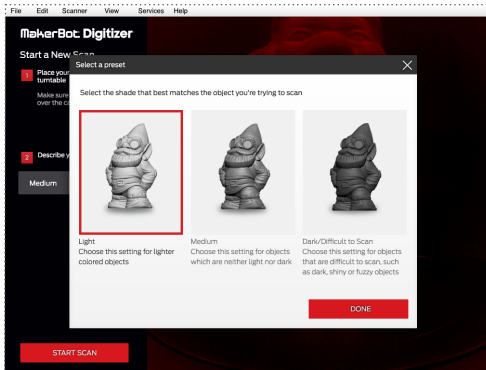 File Edit Scanner View Services Help
MakerBot Digitizer
Start a New Scan
Select a preset
1 Place your
turntable
Make sure
over the ca
Select the shade that best matches the object you're trying to scan
2 Describe y
Medium
Light
Choose this setting for lighter
colored objects
Medium
Choose this setting for objects
which are neither light nor dark
Dark/Difficult to Scan
Choose this setting for objects
that are difficult to scan, such
as dark, shiny or fuzzy objects
DONE
START SCAN